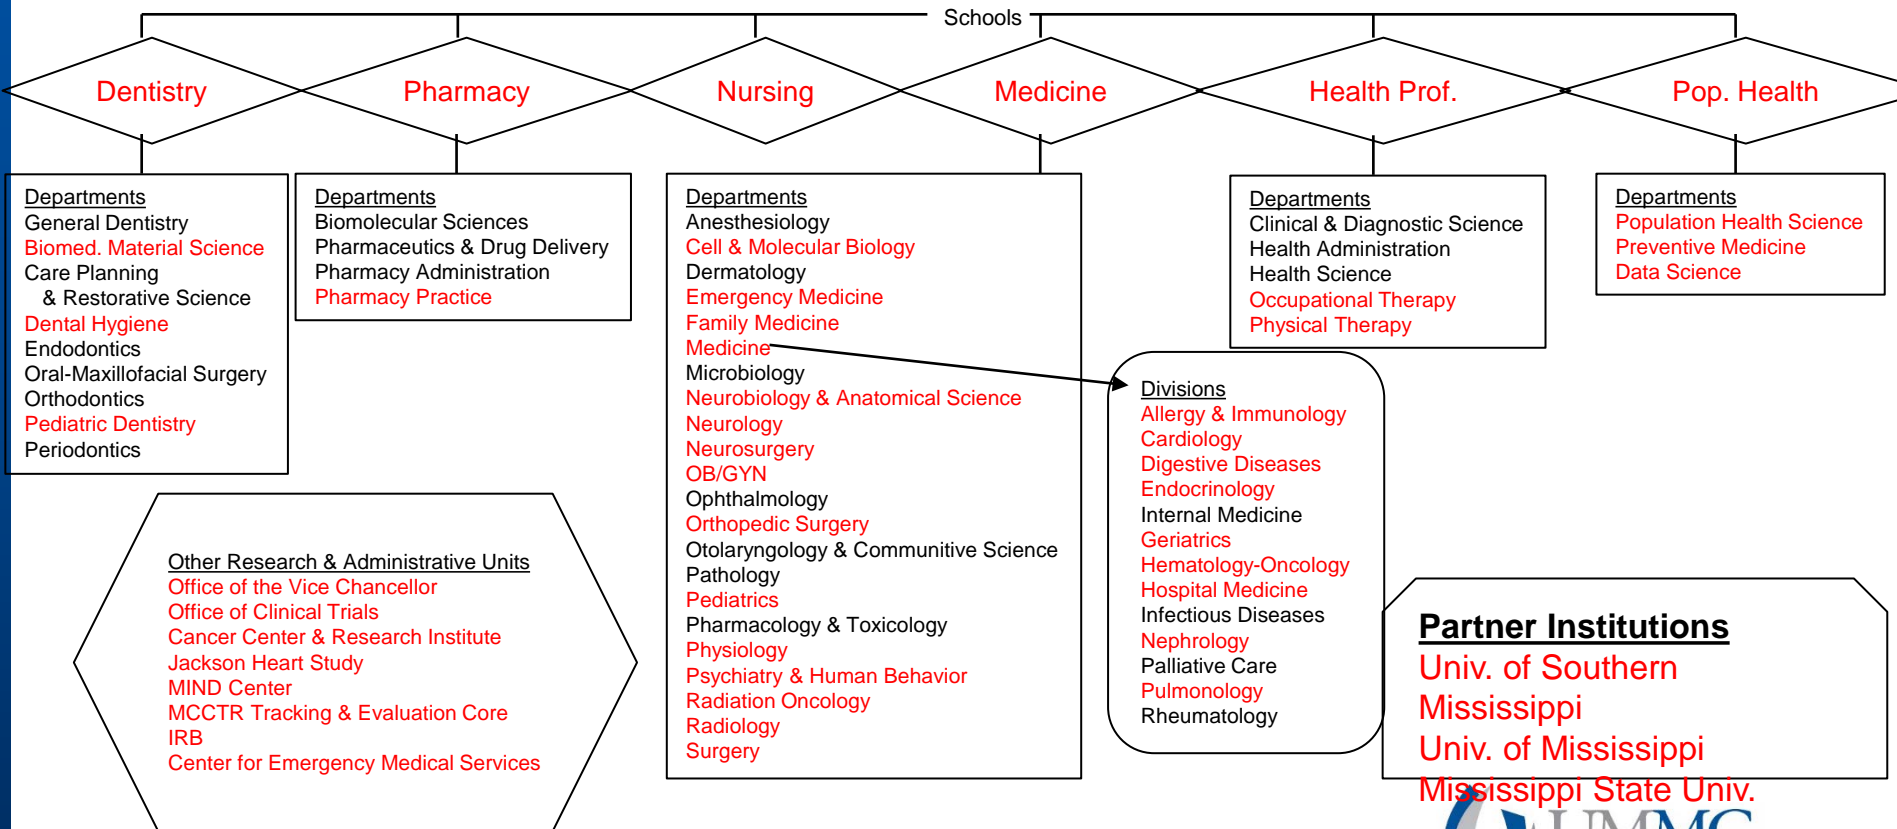 Schools
Dentistry
Pharmacy
Nursing
Medicine
Health Prof.
Pop. Health
Departments
General Dentistry
Biomed. Material Science
Care Planning
& Restorative Science
Dental Hygiene
Endodontics
Oral-Maxillofacial Surgery
Orthodontics
Pediatric Dentistry
Periodontics
Departments
Biomolecular Sciences
Pharmaceutics & Drug Delivery
Pharmacy Administration
Pharmacy Practice
Departments
Anesthesiology
Cell & Molecular Biology
Dermatology
Emergency Medicine
Family Medicine
Medicine
Microbiology
Neurobiology & Anatomical Science
Neurology
Neurosurgery
OB/GYN
Ophthalmology
Orthopedic Surgery
Otolaryngology & Communitive Science
Pathology
Pediatrics
Pharmacology & Toxicology
Physiology
Psychiatry & Human Behavior
Radiation Oncology
Radiology
Surgery
Departments
Clinical & Diagnostic Science
Health Administration
Health Science
Occupational Therapy
Physical Therapy
Departments
Population Health Science
Preventive Medicine
Data Science
Divisions
Allergy & Immunology
Cardiology
Digestive Diseases
Endocrinology
Internal Medicine
Geriatrics
Hematology-Oncology
Hospital Medicine
Infectious Diseases
Nephrology
Palliative Care
Pulmonology
Rheumatology
Other Research & Administrative Units
Office of the Vice Chancellor
Office of Clinical Trials
Cancer Center & Research Institute
Jackson Heart Study
MIND Center
MCCTR Tracking & Evaluation Core
IRB
Center for Emergency Medical Services
Partner Institutions
Univ. of Southern
Mississippi
Univ. of Mississippi
Mississippi State Univ.
UMMC